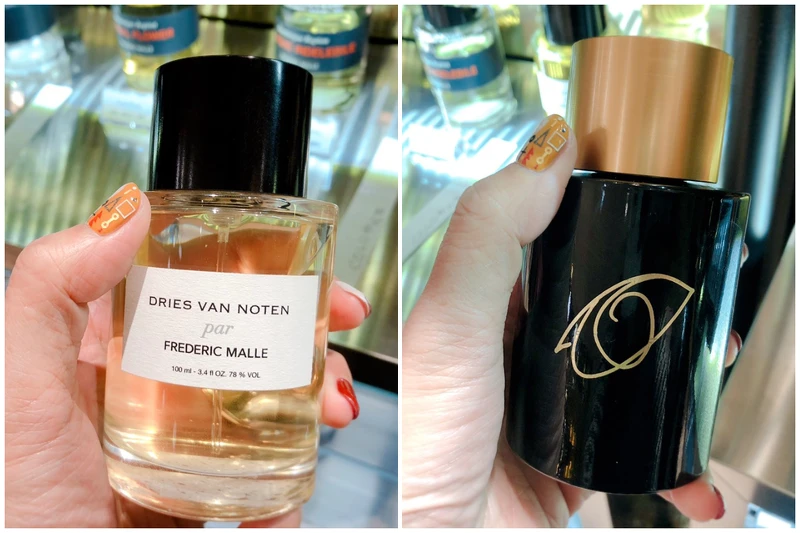 DRIES VAN NOTEN
par
FREDERIC MALLE
100 ml - 3.4 fl OZ. 78 % VOL